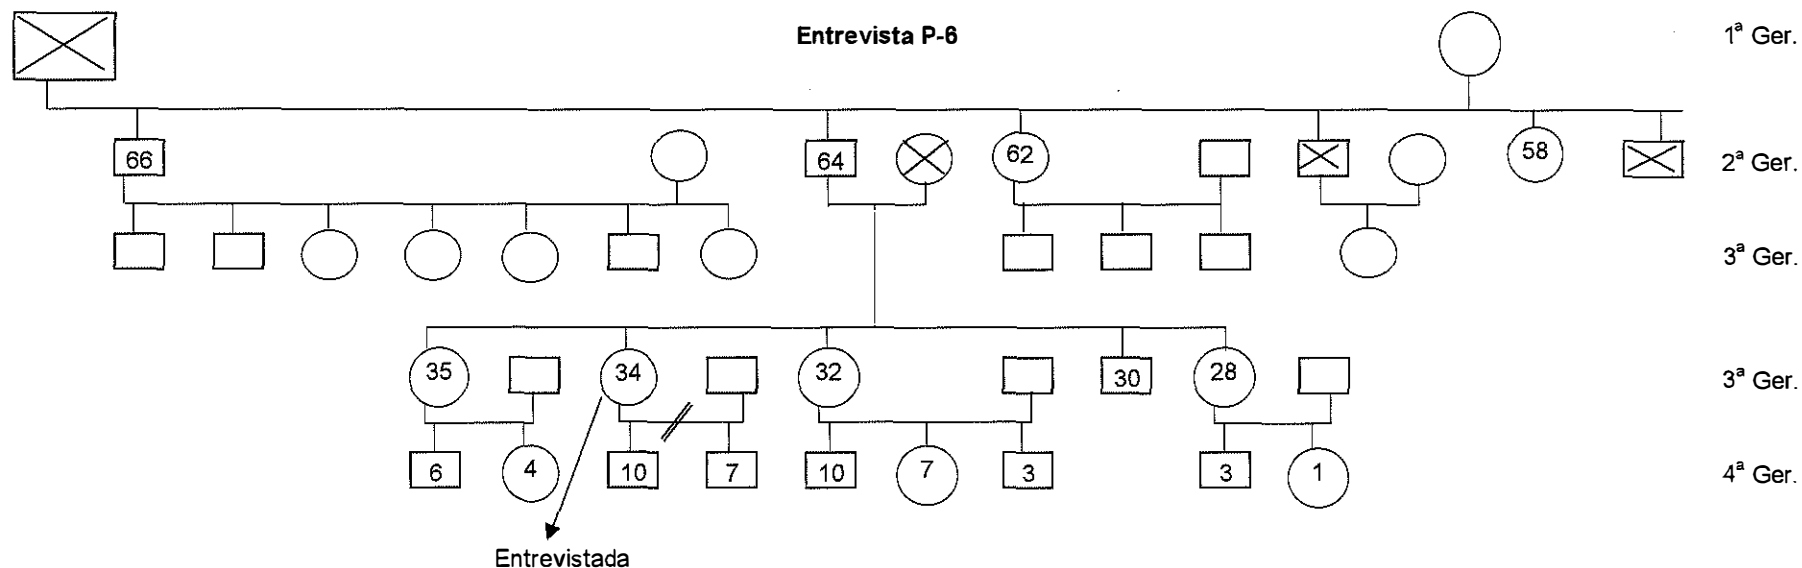 Entrevista P-6
1ª Ger.
66 64 62 58 2ª Ger.
3ª Ger.
35 34 32 30 28 3ª Ger.
6 4 10 7 10 7 3 3 1 4ª Ger.
Entrevistada